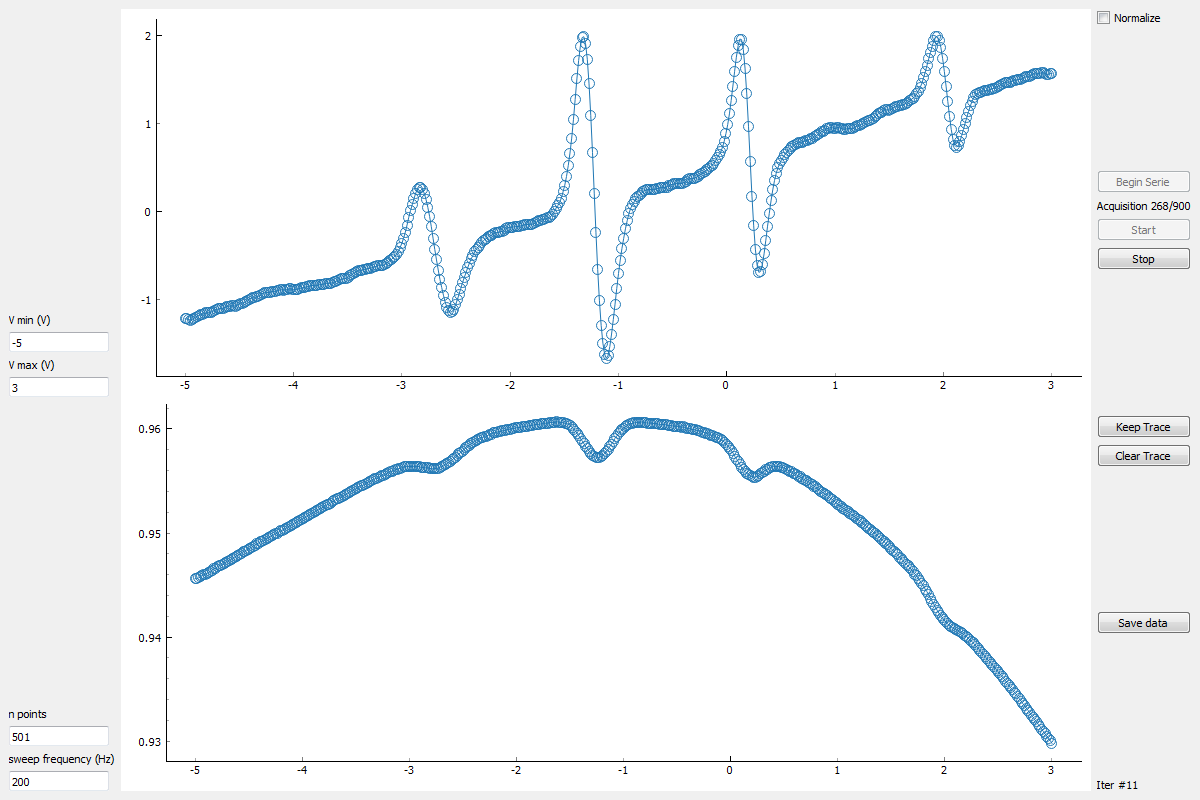 Normalize
2
1
0
-1
-5
-4
-3
-2
-1
0
1
2
3
Begin Serie
Acquisition 268/900
Start
Stop
V min (V)
-5
V max (V)
3
0.96
0.95
0.94
0.93
-5
-4
-3
-2
-1
0
1
2
3
Keep Trace
Clear Trace
Save data
n points
501
sweep frequency (Hz)
200
Iter #11